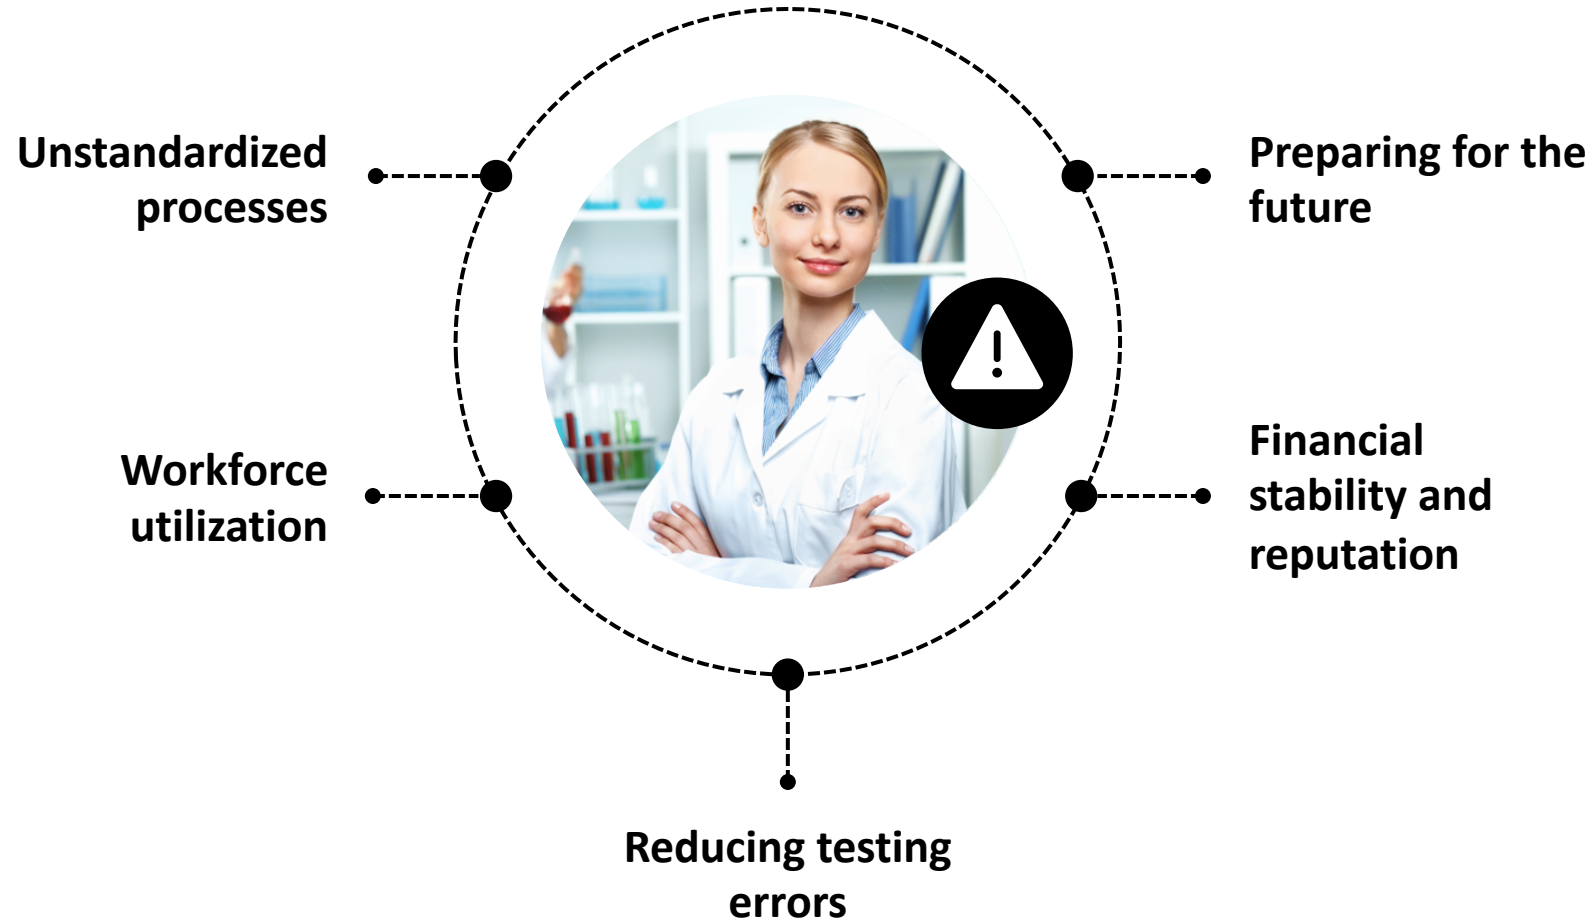 Unstandardized
processes
Preparing for the
future
Workforce
utilization
Financial
stability and
reputation
Reducing testing
errors